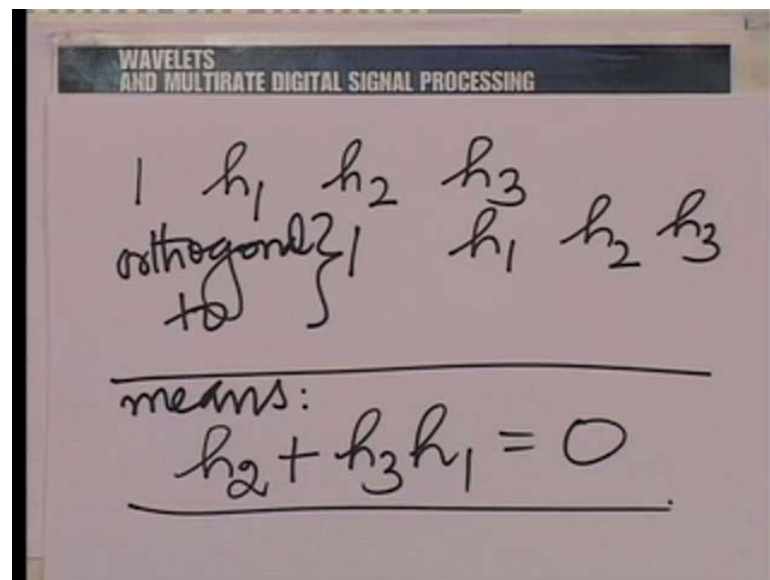 WAVELETS
AND MULTIRATE DIGITAL SIGNAL PROCESSING
1 h₁ h₂ h₃
orthogonal } 1 h₁ h₂ h₃
to
means:
h₂ + h₃h₁ = 0